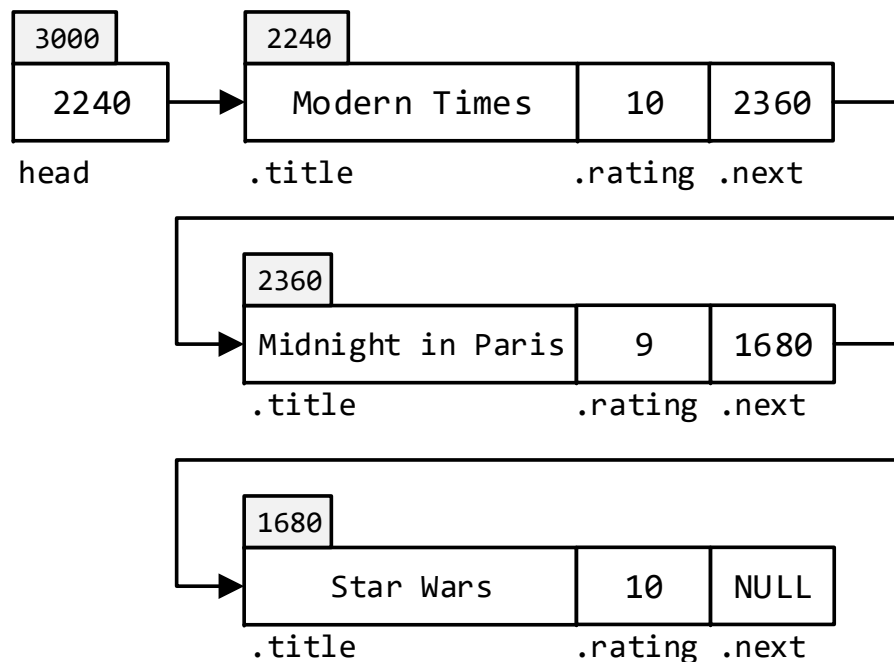 3000 2240
2240 Modern Times 10 2360
head .title .rating .next
2360
Midnight in Paris 9 1680
.title .rating .next
1680
Star Wars 10 NULL
.title .rating .next